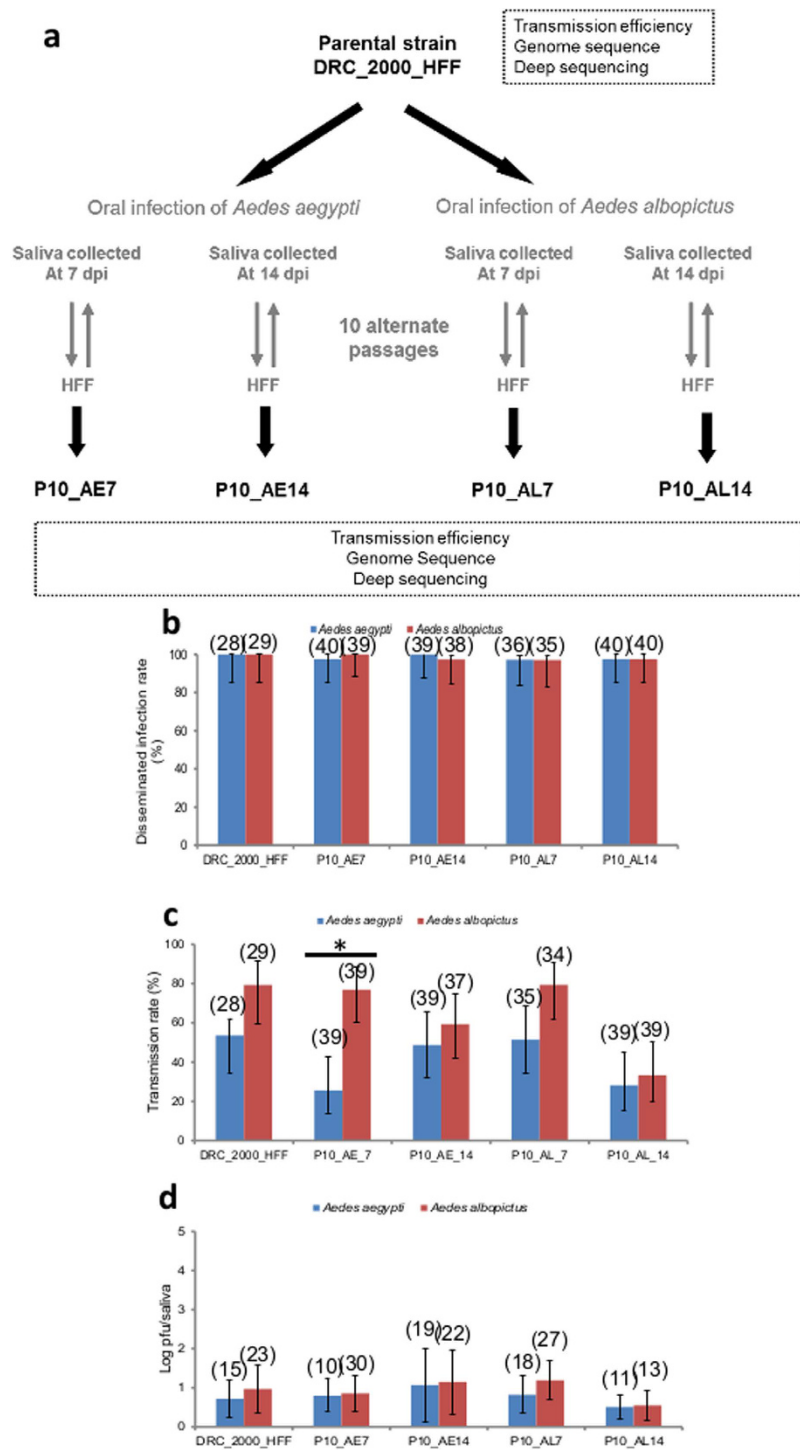 a
Parental strain
DRC_2000_HFF
Transmission efficiency
Genome sequence
Deep sequencing
Oral infection of Aedes aegypti
Oral infection of Aedes albopictus
Saliva collected
At 7 dpi
Saliva collected
At 14 dpi
Saliva collected
At 7 dpi
Saliva collected
At 14 dpi
10 alternate
passages
HFF
HFF
HFF
HFF
P10_AE7
P10_AE14
P10_AL7
P10_AL14
Transmission efficiency
Genome Sequence
Deep sequencing
b
Aedes aegypti
Aedes albopictus
(28) (29) (40) (39) (39) (38) (36) (35) (40) (40)
Disseminated infection rate
(%)
100
80
60
40
20
0
DRC_2000_HFF P10_AE7 P10_AE14 P10_AL7 P10_AL14
c
Aedes aegypti
Aedes albopictus
Transmission rate (%)
100
80
60
40
20
0
*
(28) (29) (39) (39) (39) (37) (35) (34) (39) (39)
DRC_2000_HFF P10_AE_7 P10_AE_14 P10_AL_7 P10_AL_14
d
Aedes aegypti
Aedes albopictus
Log pfu/saliva
5
4
3
2
1
0
(15) (23) (10) (30) (19) (22) (18) (27) (11) (13)
DRC_2000_HFF P10_AE7 P10_AE14 P10_AL7 P10_AL14